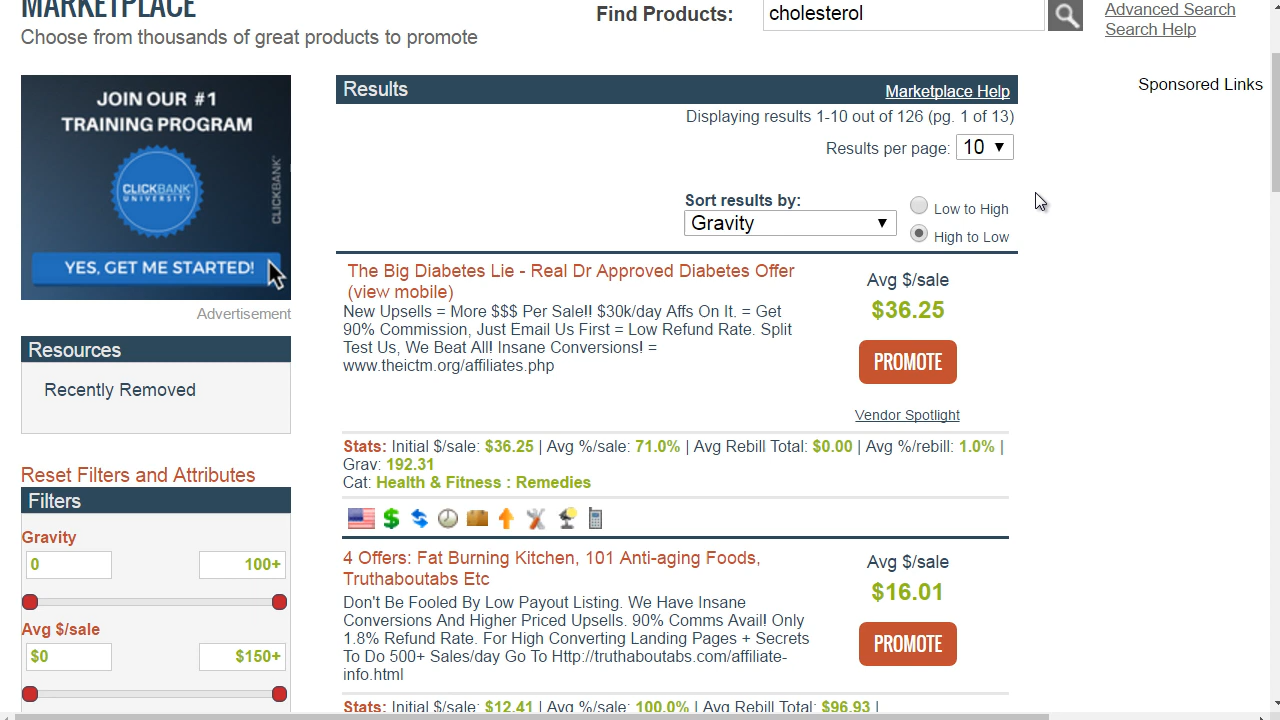 MARKETPLACE
Choose from thousands of great products to promote
Find Products:
cholesterol
Advanced Search
Search Help
JOIN OUR #1
TRAINING PROGRAM
CLICKBANK
UNIVERSITY
CLICKBANK
YES, GET ME STARTED!
Advertisement
Resources
Recently Removed
Reset Filters and Attributes
Filters
Gravity
0
100+
Avg $/sale
$0
$150+
Results
Marketplace Help
Displaying results 1-10 out of 126 (pg. 1 of 13)
Results per page: 10
Sort results by:
Gravity
Low to High
High to Low
The Big Diabetes Lie - Real Dr Approved Diabetes Offer
(view mobile)
New Upsells = More $$$ Per Sale!! $30k/day Affs On It. = Get
90% Commission, Just Email Us First = Low Refund Rate. Split
Test Us, We Beat All! Insane Conversions! =
www.theictm.org/affiliates.php
Avg $/sale
$36.25
PROMOTE
Vendor Spotlight
Stats: Initial $/sale: $36.25 | Avg %/sale: 71.0% | Avg Rebill Total: $0.00 | Avg %/rebill: 1.0% |
Grav: 192.31
Cat: Health & Fitness : Remedies
4 Offers: Fat Burning Kitchen, 101 Anti-aging Foods,
Truthaboutabs Etc
Don't Be Fooled By Low Payout Listing. We Have Insane
Conversions And Higher Priced Upsells. 90% Comms Avail! Only
1.8% Refund Rate. For High Converting Landing Pages + Secrets
To Do 500+ Sales/day Go To Http://truthaboutabs.com/affiliate-
info.html
Avg $/sale
$16.01
PROMOTE
Stats: Initial $/sale: $12.41 | Avg %/sale: 100.0% | Avg Rebill Total: $96.93 |
Sponsored Links